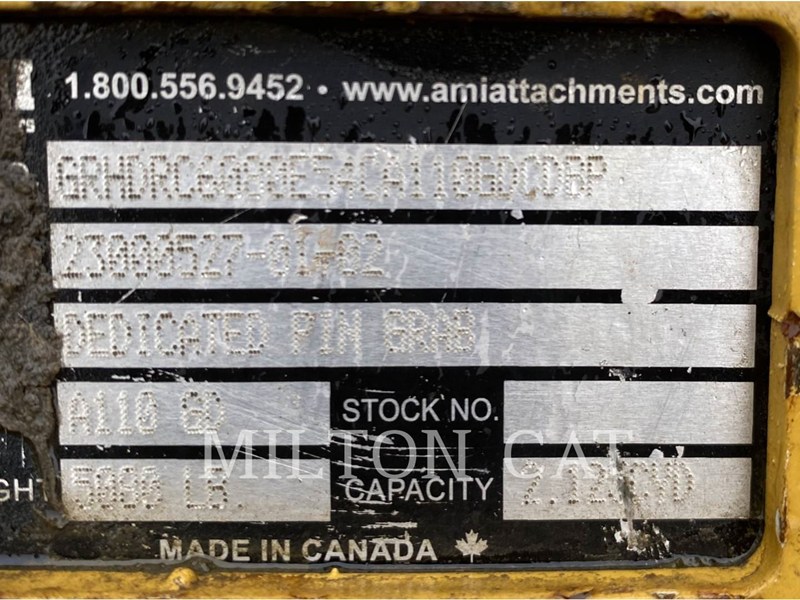 1.800.556.9452 • www.amiattachments.com
23000527-01#02
DEDICATED PIN GRAB
A110 GD STOCK NO.
MILTON CAT
GHT 5080 LB CAPACITY
MADE IN CANADA